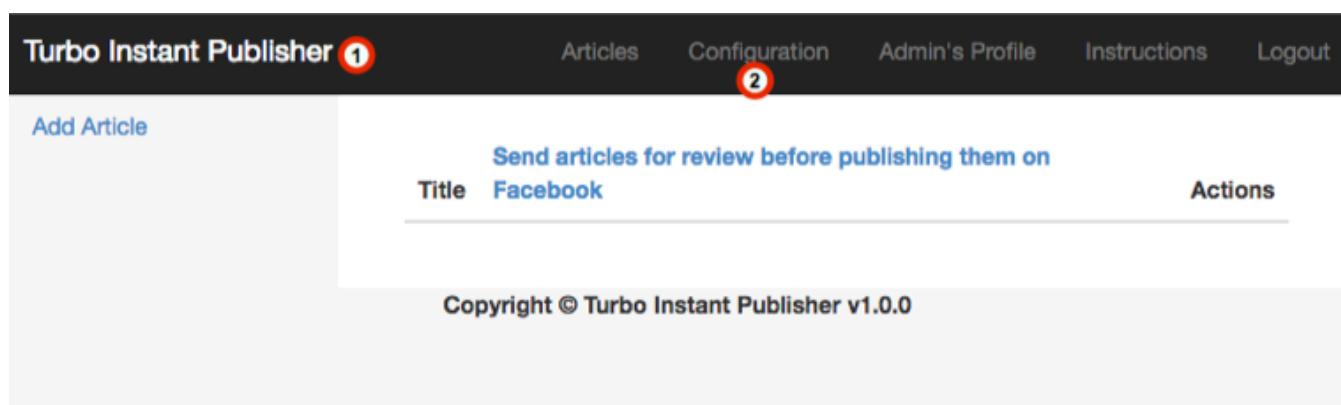 Turbo Instant Publisher 1 Articles Configuration Admin's Profile Instructions Logout
2
Add Article
Send articles for review before publishing them on
Title Facebook Actions
Copyright © Turbo Instant Publisher v1.0.0